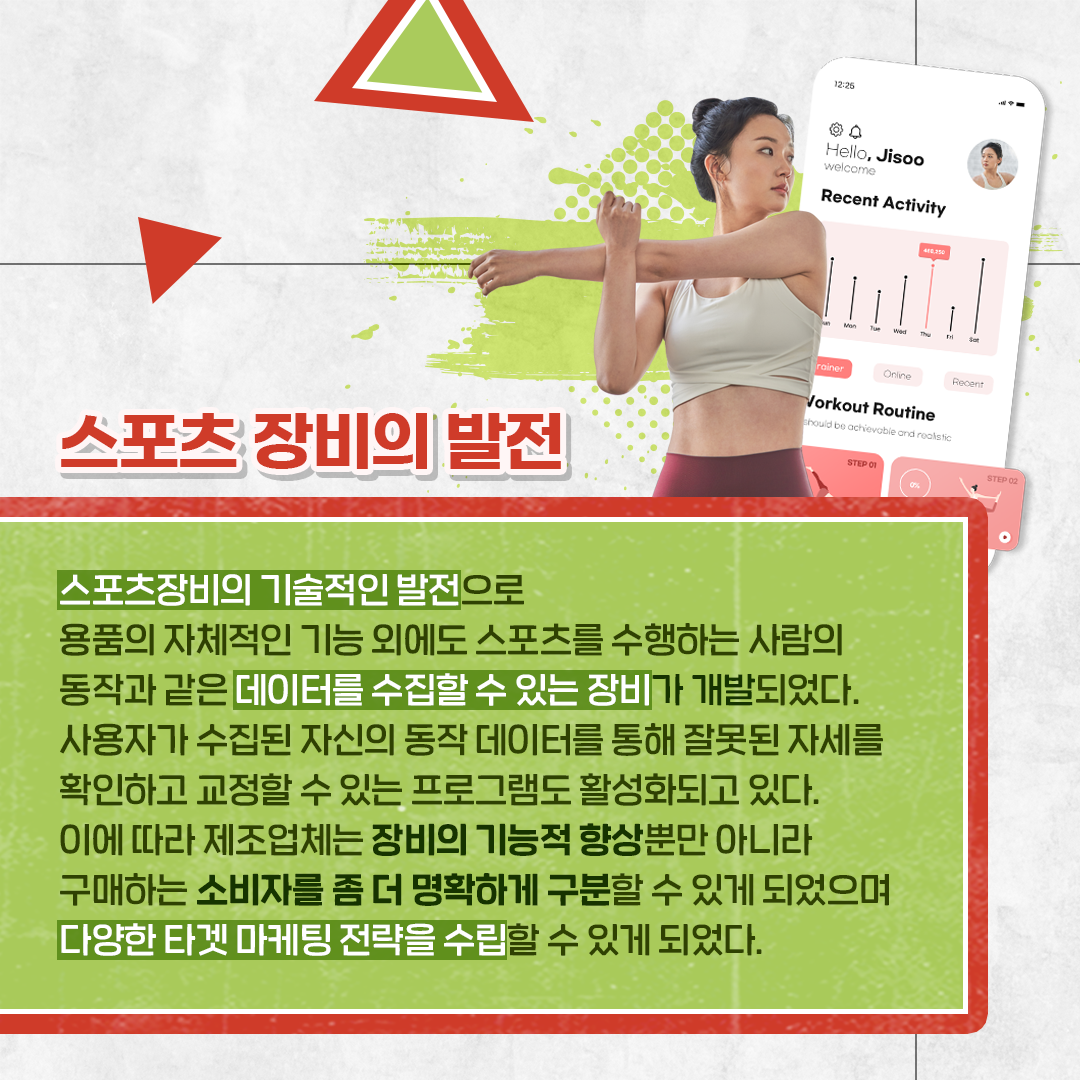 12:25
Hello, Jisoo
welcome
Recent Activity
Mon Tue Wed Thu Fri Sat
Online Recent
Workout Routine
should be achievable and realistic
STEP 01
0%
STEP 02
스포츠 장비의 발전
스포츠장비의 기술적인 발전으로
용품의 자체적인 기능 외에도 스포츠를 수행하는 사람의
동작과 같은 데이터를 수집할 수 있는 장비가 개발되었다.
사용자가 수집된 자신의 동작 데이터를 통해 잘못된 자세를
확인하고 교정할 수 있는 프로그램도 활성화되고 있다.
이에 따라 제조업체는 장비의 기능적 향상뿐만 아니라
구매하는 소비자를 좀 더 명확하게 구분할 수 있게 되었으며
다양한 타겟 마케팅 전략을 수립할 수 있게 되었다.